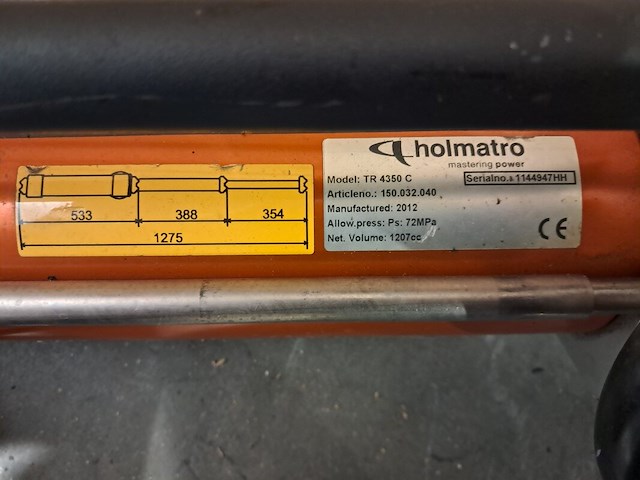 holmatro
mastering power
Model: TR 4350 C
Serialno.: 1144947HH
Articleno.: 150.032.040
Manufactured: 2012
Allow.press: Ps: 72MPa
Net. Volume: 1207cc
CE
533 388 354
1275